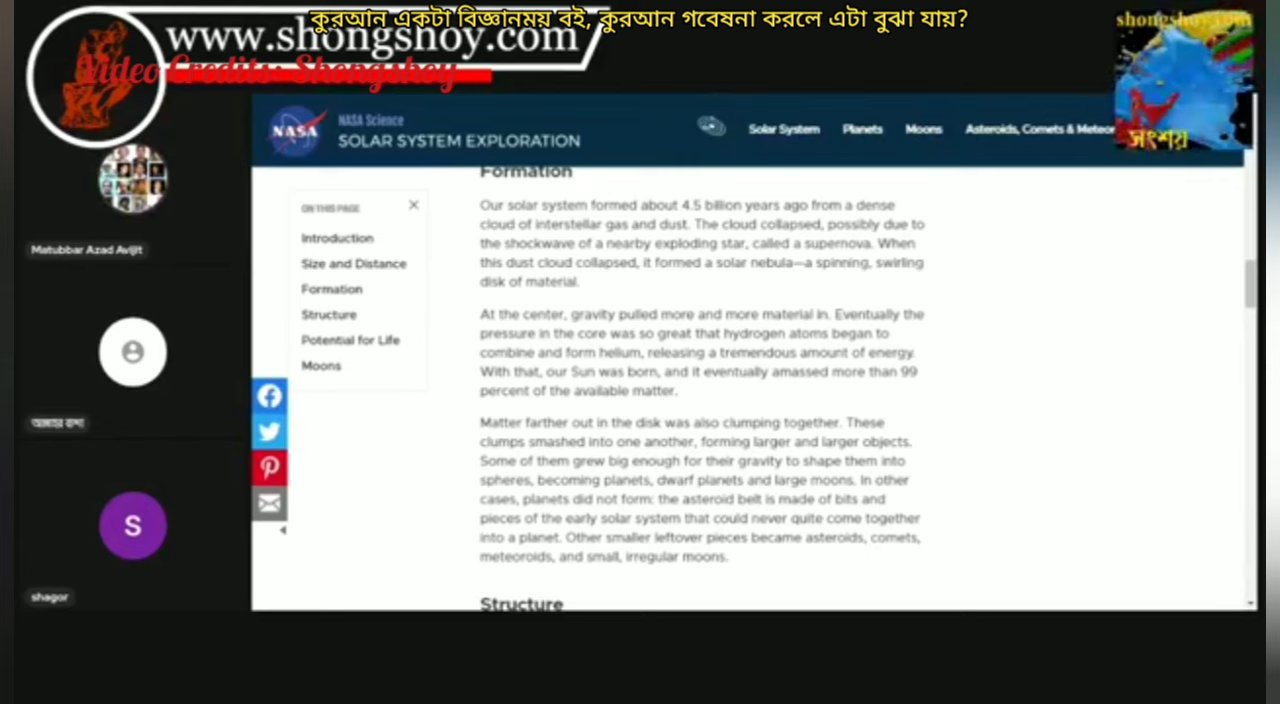 কুরআন একটা বিজ্ঞানময় বই, কুরআন গবেষনা করলে এটা বুঝা যায়?
www.shongshoy.com
Video Credits: Shongshoy
shongshoy.com
সংশয়
NASA
NASA Science
SOLAR SYSTEM EXPLORATION
Solar System
Planets
Moons
Asteroids, Comets & Meteor
Matubbar Azad Avijit
S
shagor
ON THIS PAGE
Introduction
Size and Distance
Formation
Structure
Potential for Life
Moons
Formation
Our solar system formed about 4.5 billion years ago from a dense
cloud of interstellar gas and dust. The cloud collapsed, possibly due to
the shockwave of a nearby exploding star, called a supernova. When
this dust cloud collapsed, it formed a solar nebula—a spinning, swirling
disk of material.
At the center, gravity pulled more and more material in. Eventually the
pressure in the core was so great that hydrogen atoms began to
combine and form helium, releasing a tremendous amount of energy.
With that, our Sun was born, and it eventually amassed more than 99
percent of the available matter.
Matter farther out in the disk was also clumping together. These
clumps smashed into one another, forming larger and larger objects.
Some of them grew big enough for their gravity to shape them into
spheres, becoming planets, dwarf planets and large moons. In other
cases, planets did not form: the asteroid belt is made of bits and
pieces of the early solar system that could never quite come together
into a planet. Other smaller leftover pieces became asteroids, comets,
meteoroids, and small, irregular moons.
Structure